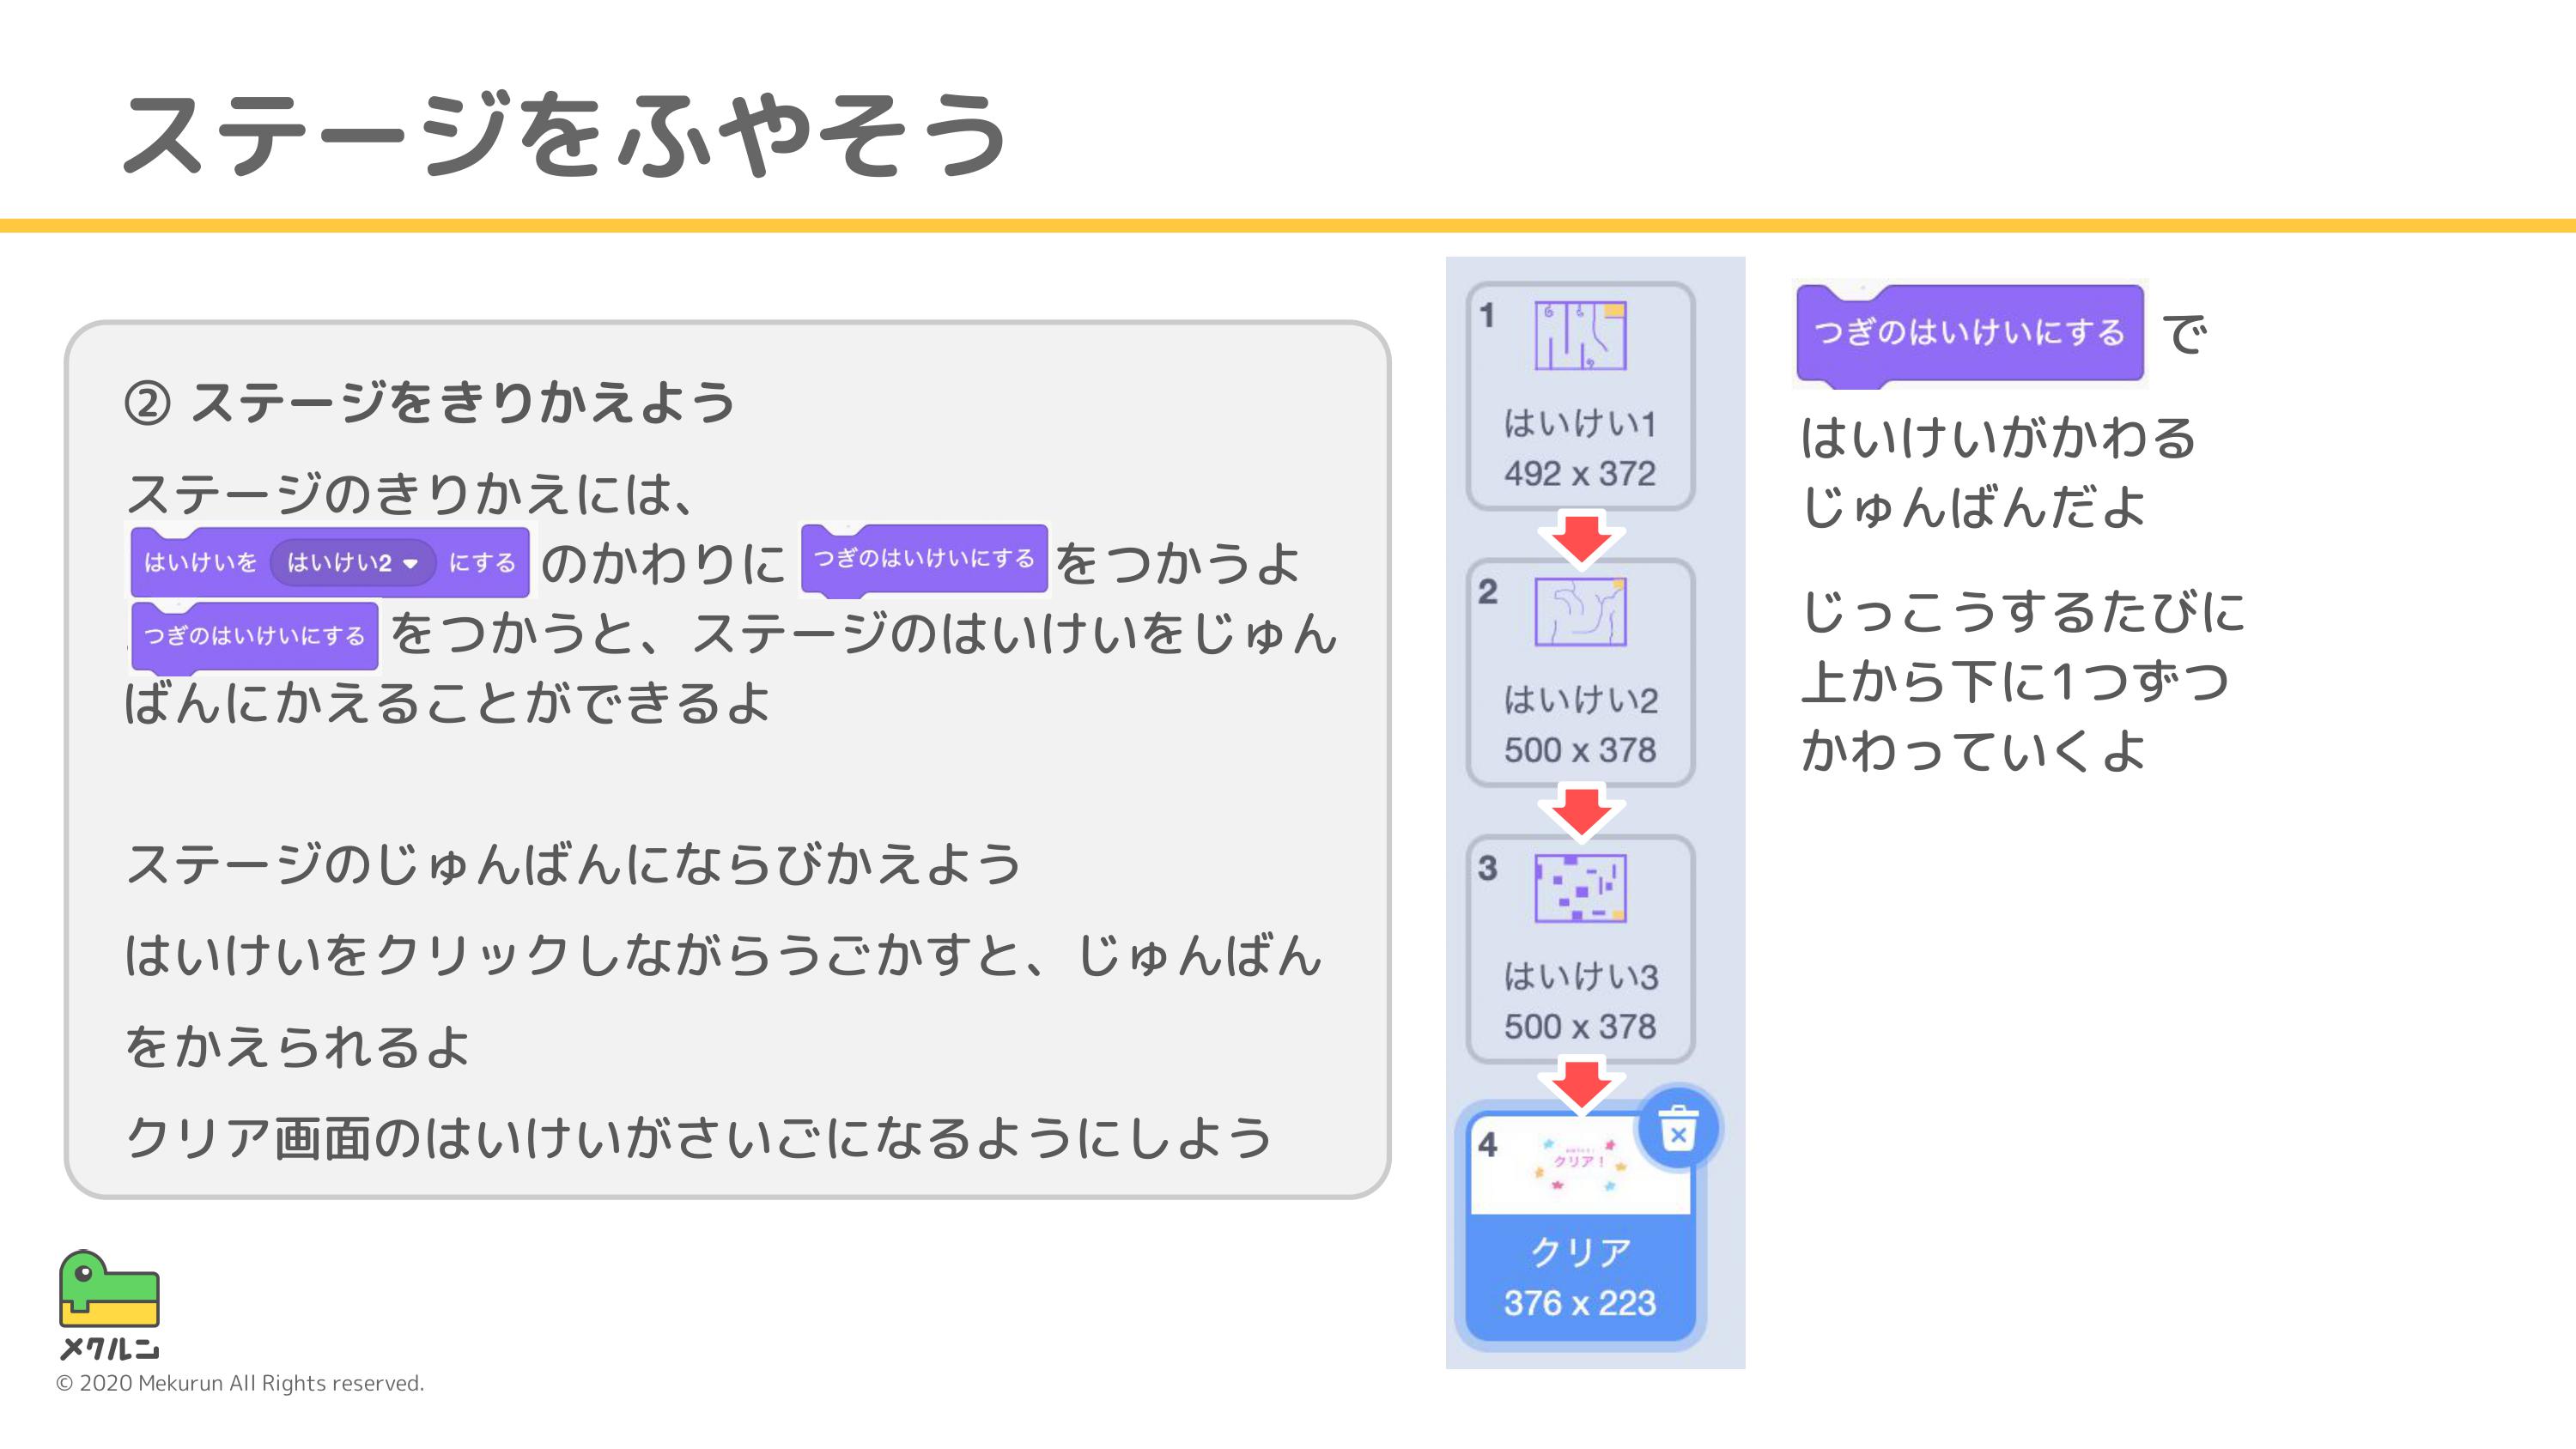 ステージをふやそう
② ステージをきりかえよう
ステージのきりかえには、
はいけいを はいけい2 にする のかわりに つぎのはいけいにする をつかうよ
つぎのはいけいにする をつかうと、ステージのはいけいをじゅん
ばんにかえることができるよ
ステージのじゅんばんにならびかえよう
はいけいをクリックしながらうごかすと、じゅんばん
をかえられるよ
クリア画面のはいけいがさいごになるようにしよう
1
はいけい1
492 x 372
2
はいけい2
500 x 378
3
はいけい3
500 x 378
4
クリア！
クリア
376 x 223
つぎのはいけいにする で
はいけいがかわる
じゅんばんだよ
じっこうするたびに
上から下に1つずつ
かわっていくよ
メクルン
© 2020 Mekurun All Rights reserved.